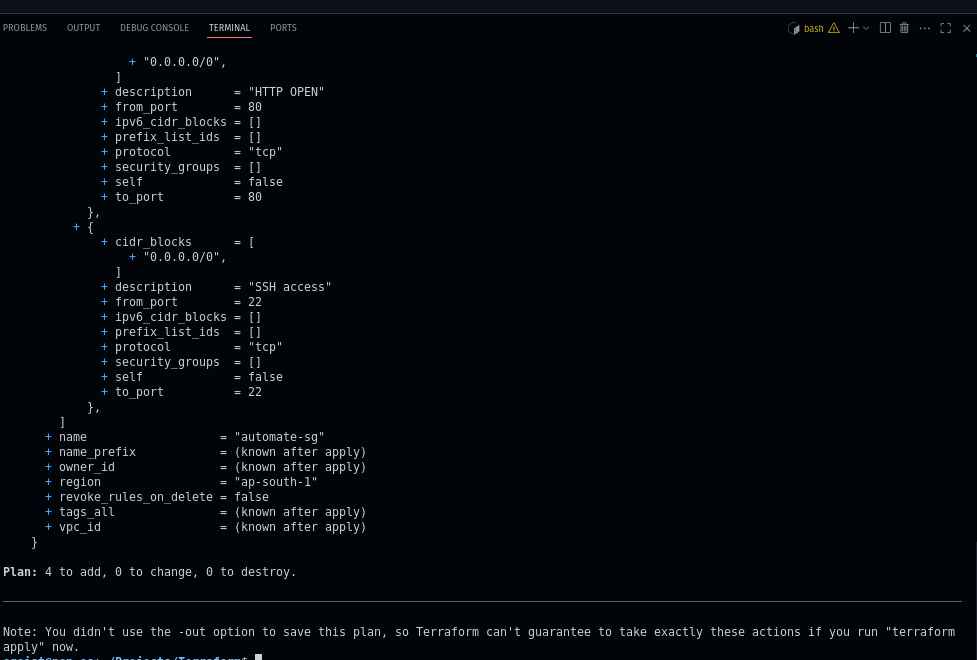 PROBLEMS OUTPUT DEBUG CONSOLE TERMINAL PORTS bash
+ "0.0.0.0/0",
]
+ description      = "HTTP OPEN"
+ from_port        = 80
+ ipv6_cidr_blocks = []
+ prefix_list_ids  = []
+ protocol         = "tcp"
+ security_groups  = []
+ self             = false
+ to_port          = 80
},
+ {
+ cidr_blocks      = [
+ "0.0.0.0/0",
]
+ description      = "SSH access"
+ from_port        = 22
+ ipv6_cidr_blocks = []
+ prefix_list_ids  = []
+ protocol         = "tcp"
+ security_groups  = []
+ self             = false
+ to_port          = 22
},
]
+ name                   = "automate-sg"
+ name_prefix            = (known after apply)
+ owner_id               = (known after apply)
+ region                 = "ap-south-1"
+ revoke_rules_on_delete = false
+ tags_all               = (known after apply)
+ vpc_id                 = (known after apply)
}
Plan: 4 to add, 0 to change, 0 to destroy.
Note: You didn't use the -out option to save this plan, so Terraform can't guarantee to take exactly these actions if you run "terraform
apply" now.